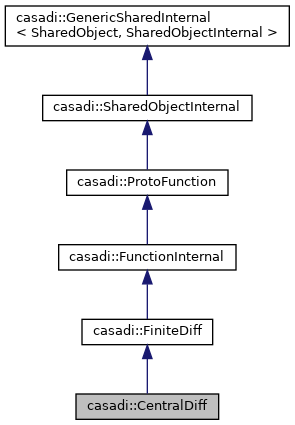 casadi::GenericSharedInternal
< SharedObject, SharedObjectInternal >
casadi::SharedObjectInternal
casadi::ProtoFunction
casadi::FunctionInternal
casadi::FiniteDiff
casadi::CentralDiff